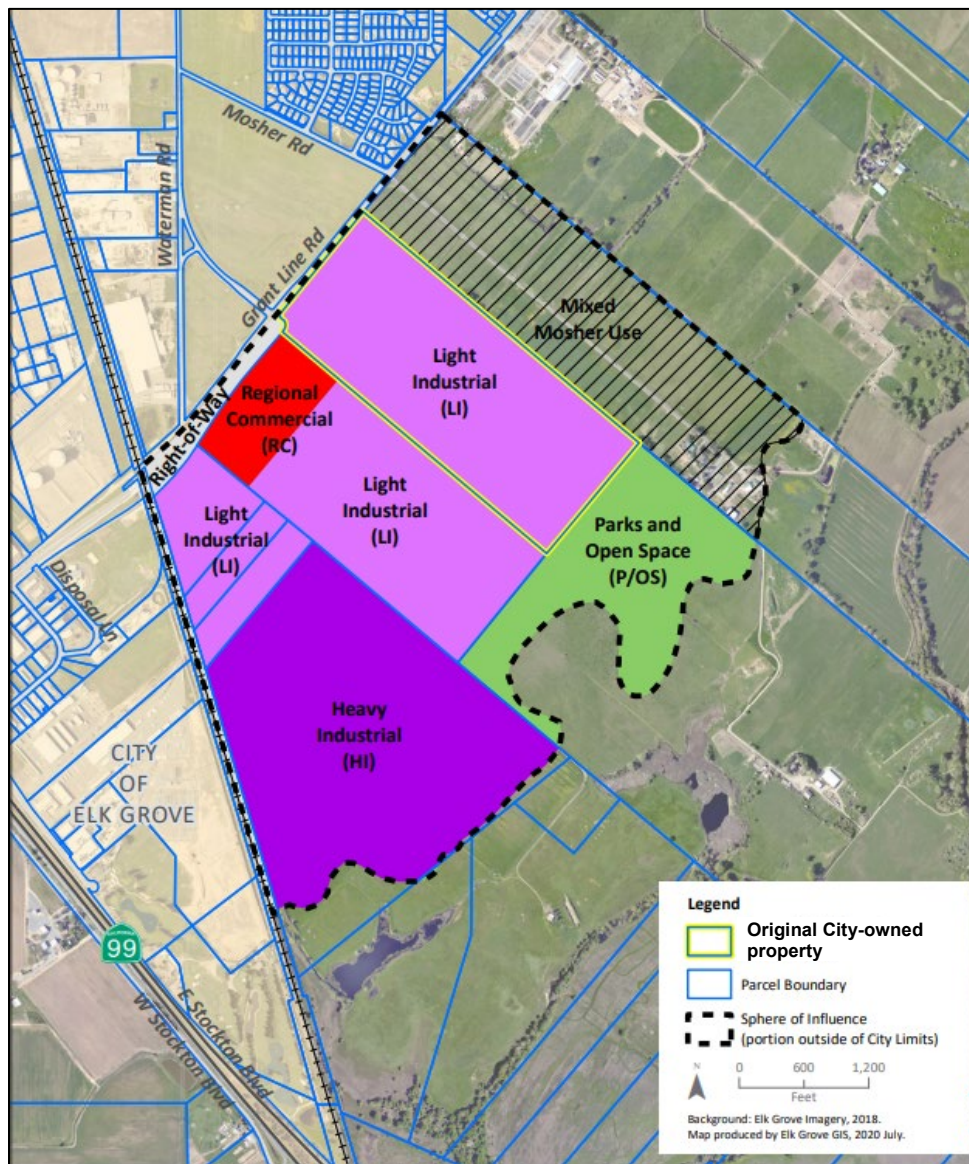 Mosher Rd
Waterman Rd
Grant Line Rd
Mixed
Mosher Use
Light
Industrial
(LI)
Regional
Commercial
(RC)
Right-of-Way
Light
Industrial
(LI)
Light
Industrial
(LI)
Parks and
Open Space
(P/OS)
Disposal Ln
Heavy
Industrial
(HI)
CITY
OF
ELK GROVE
CALIFORNIA
99
E Stockton Blvd
W Stockton Blvd
Legend
Original City-owned
property
Parcel Boundary
Sphere of Influence
(portion outside of City Limits)
N
0 600 1,200
Feet
Background: Elk Grove Imagery, 2018.
Map produced by Elk Grove GIS, 2020 July.